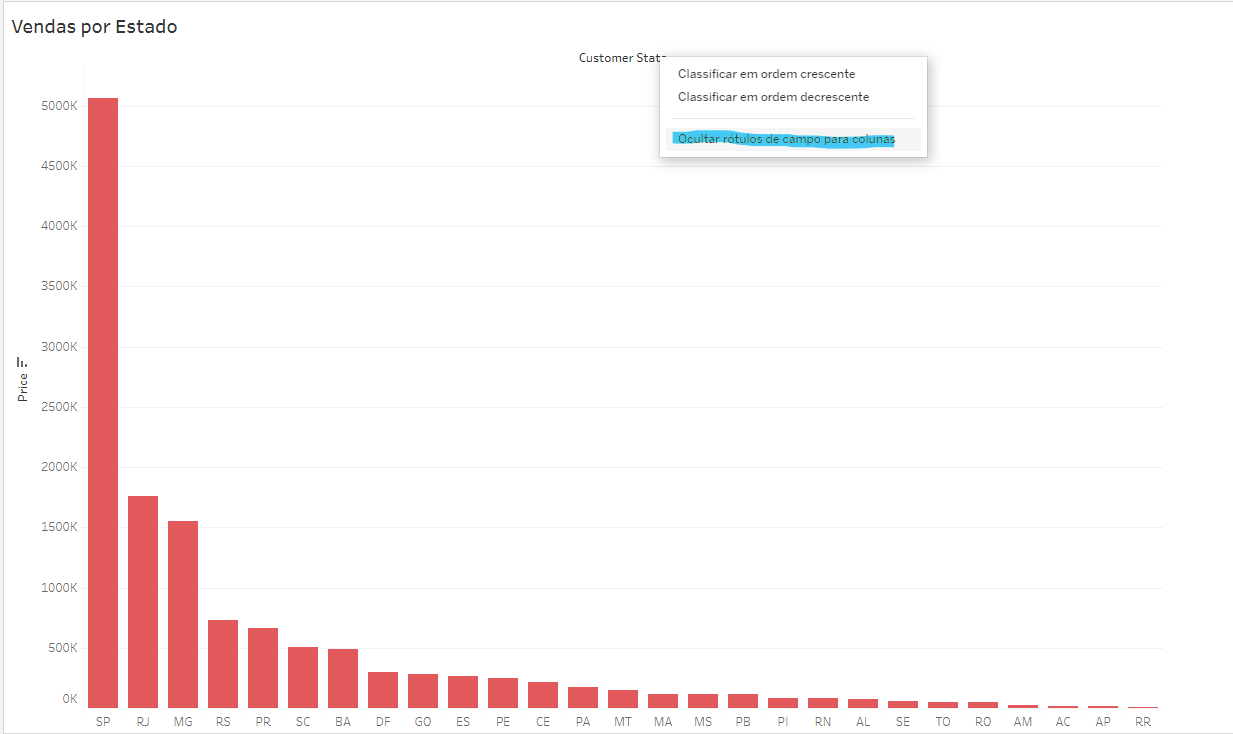 Vendas por Estado
Customer State
Classificar em ordem crescente
Classificar em ordem decrescente
Ocultar rótulos de campo para colunas
5000K
4500K
4000K
3500K
3000K
2500K
2000K
1500K
1000K
500K
0K
Price
SP RJ MG RS PR SC BA DF GO ES PE CE PA MT MA MS PB PI RN AL SE TO RO AM AC AP RR